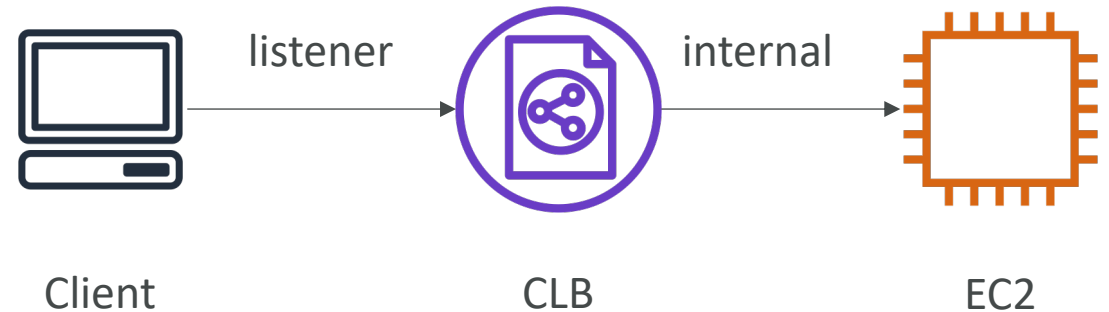 listener
internal
Client
CLB
EC2